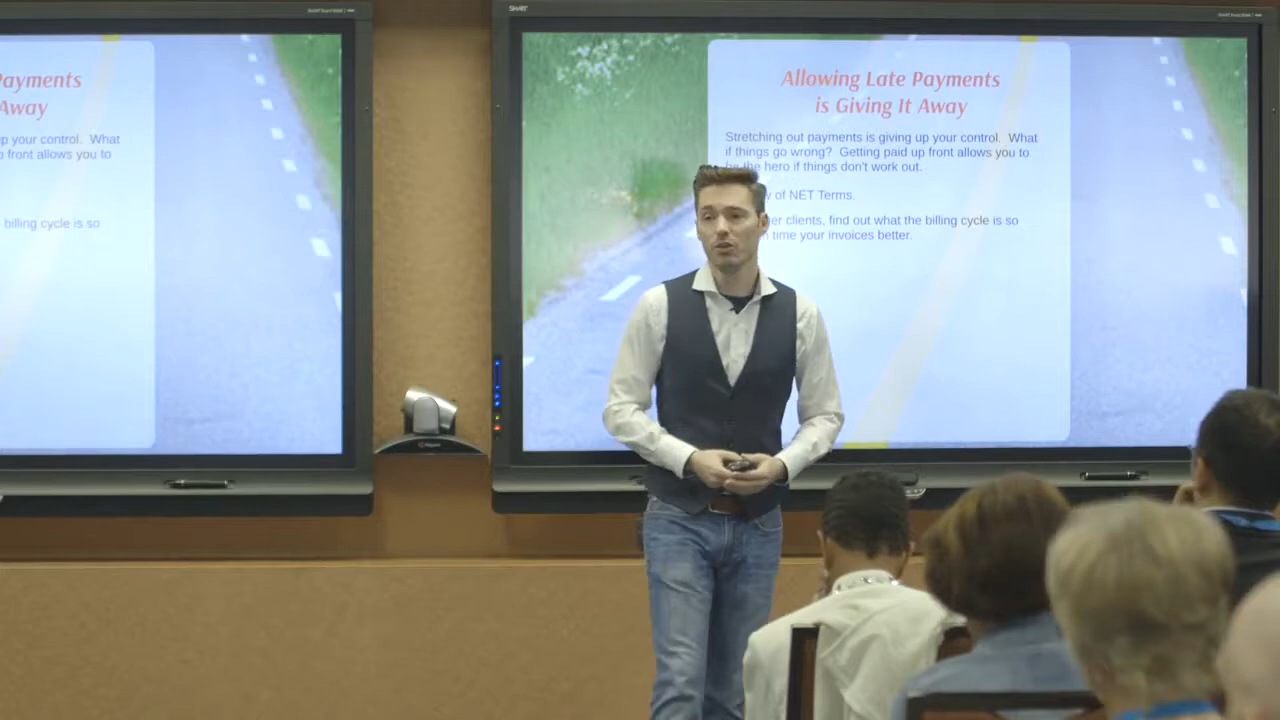 SMART
Payments
Away
up your control. What
front allows you to
billing cycle is so
Allowing Late Payments
is Giving It Away
Stretching out payments is giving up your control. What
if things go wrong? Getting paid up front allows you to
be the hero if things don't work out.
of NET Terms.
clients, find out what the billing cycle is so
time your invoices better.